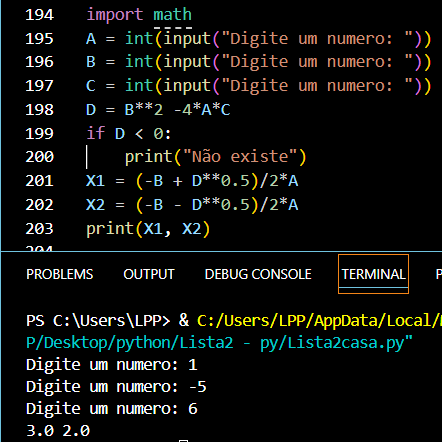 194 import math
195 A = int(input("Digite um numero: "))
196 B = int(input("Digite um numero: "))
197 C = int(input("Digite um numero: "))
198 D = B**2 -4*A*C
199 if D < 0:
200 print("Não existe")
201 X1 = (-B + D**0.5)/2*A
202 X2 = (-B - D**0.5)/2*A
203 print(X1, X2)
PROBLEMS OUTPUT DEBUG CONSOLE TERMINAL P
PS C:\Users\LPP> & C:/Users/LPP/AppData/Local/
P/Desktop/python/Lista2 - py/Lista2casa.py"
Digite um numero: 1
Digite um numero: -5
Digite um numero: 6
3.0 2.0